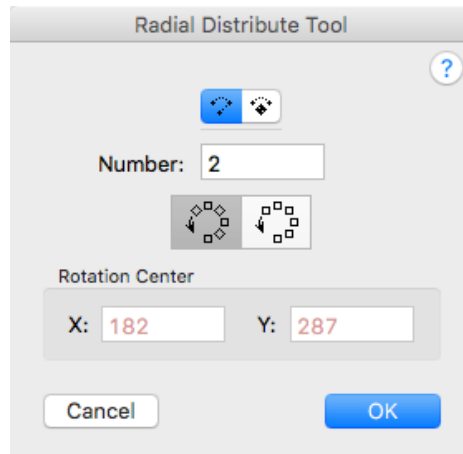 Radial Distribute Tool
?
Number: 2
Rotation Center
X: 182 Y: 287
Cancel OK